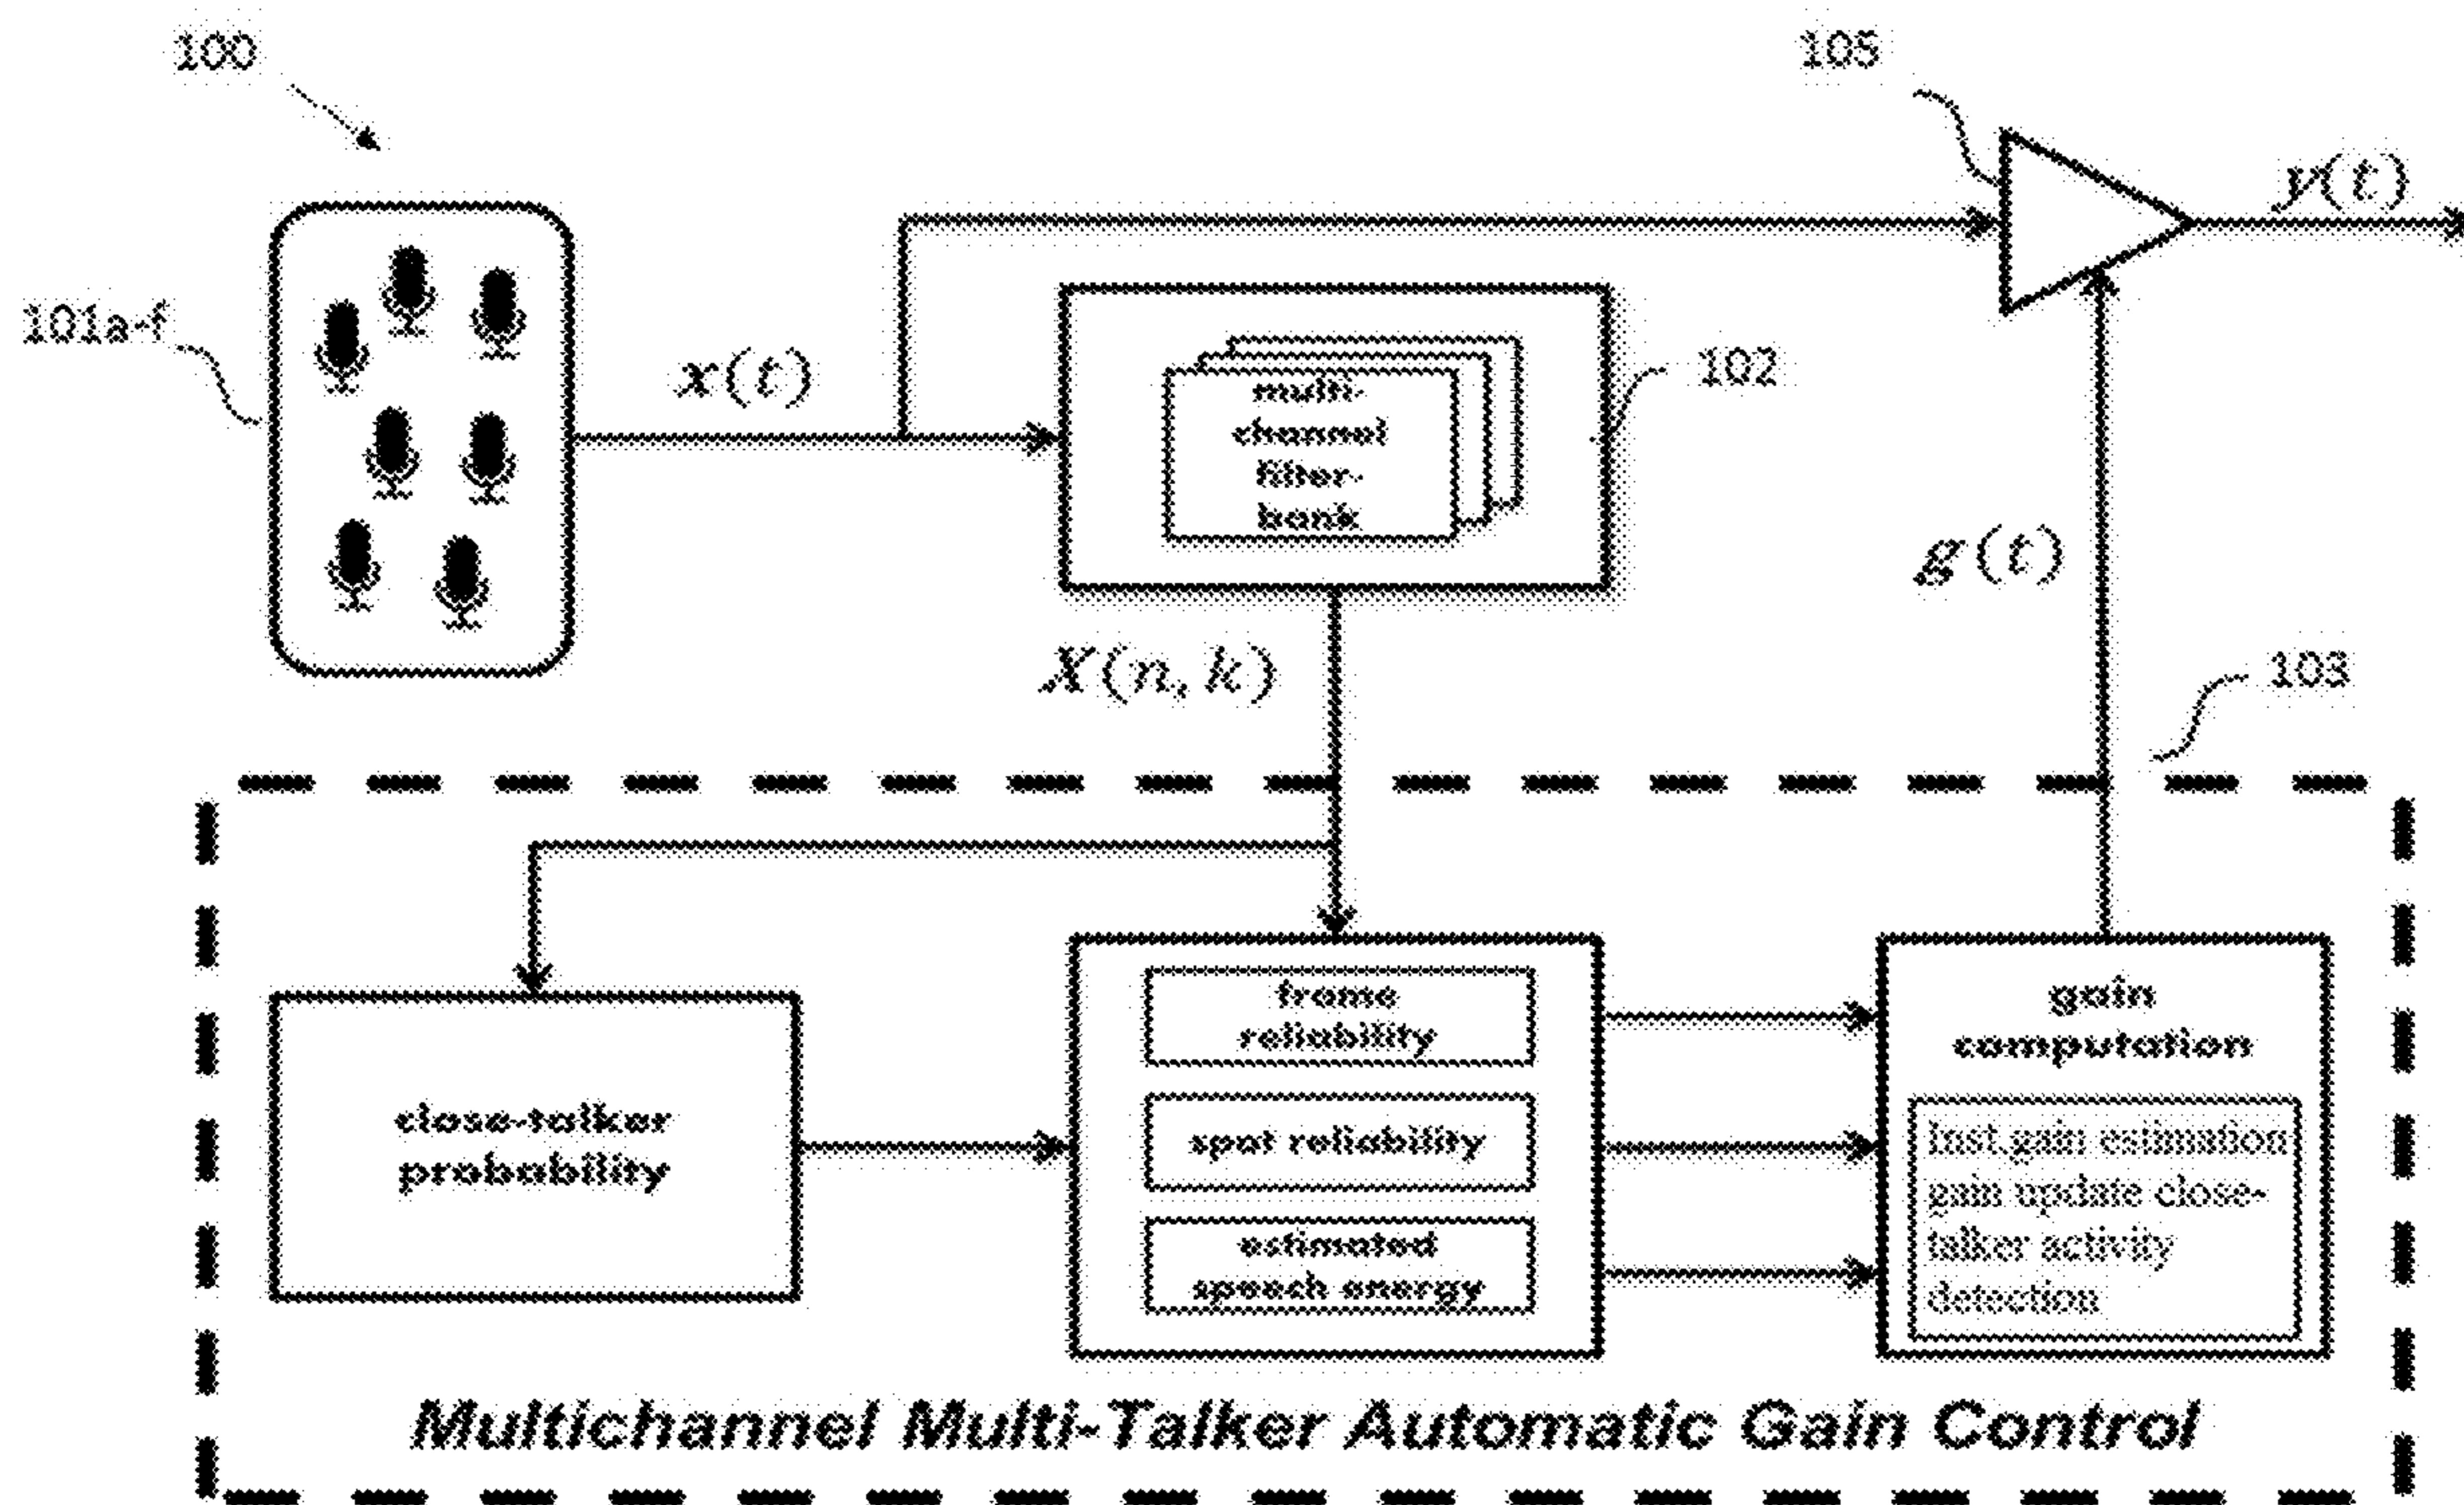 100
105
y(t)
101a-f
x(t)
multi-
channel
filter-
bank
102
g(t)
X(n, k)
103
close-talker
probability
frame
reliability
spot reliability
estimated
speech energy
gain
computation
Inst.gain estimation
gain update close-
talker activity
detection
Multichannel Multi-Talker Automatic Gain Control